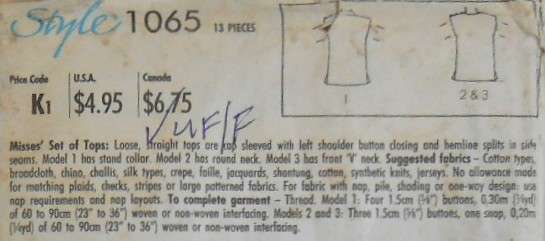 Style 1065 13 PIECES
Price Code U.S.A. Canada
K1 $4.95 $6.75
1 2 & 3
✓ UF/F
Misses' Set of Tops: Loose, straight tops are cap sleeved with left shoulder button closing and hemline splits in side
seams. Model 1 has stand collar. Model 2 has round neck. Model 3 has front 'V' neck. Suggested fabrics – Cotton types,
broadcloth, chino, challis, silk types, crepe, faille, jacquards, shantung, cotton, synthetic knits, jerseys. No allowance made
for matching plaids, checks, stripes or large patterned fabrics. For fabric with nap, pile, shading or one-way design: use
nap requirements and nap layouts. To complete garment – Thread. Model 1: Four 1.5cm (⅝") buttons, 0.30m
of 60 to 90cm (23" to 36") woven or non-woven interfacing. Models 2 and 3: Three 1.5cm (⅝") buttons, one snap, 0,20m
of 60 to 90cm (23" to 36") woven or non-woven interfacing.